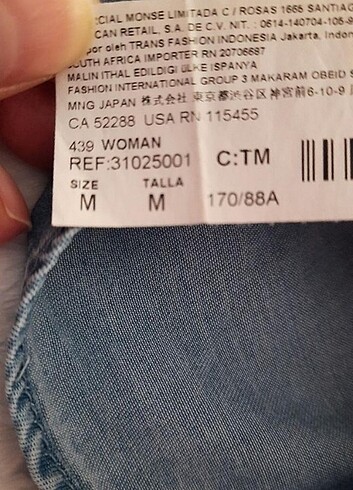 CIAL MONSE LIMITADA C / ROSAS 1665 SANTIAG
CAN RETAIL, S.A. DE C.V. NIT. : 0614-140704-105-8
por oleh TRANS FASHION INDONESIA Jakarta, Indon
SOUTH AFRICA IMPORTER RN 20706687
MALIN ITHAL EDILDIGI ÜLKE ISPANYA
FASHION INTERNATIONAL GROUP 3 MAKARAM OBEID S
MNG JAPAN 株式会社 東京都渋谷区神宮前6-10-9
CA 52288 USA RN 115455
439 WOMAN
REF:31025001 C:TM
SIZE TALLA
M M 170/88A